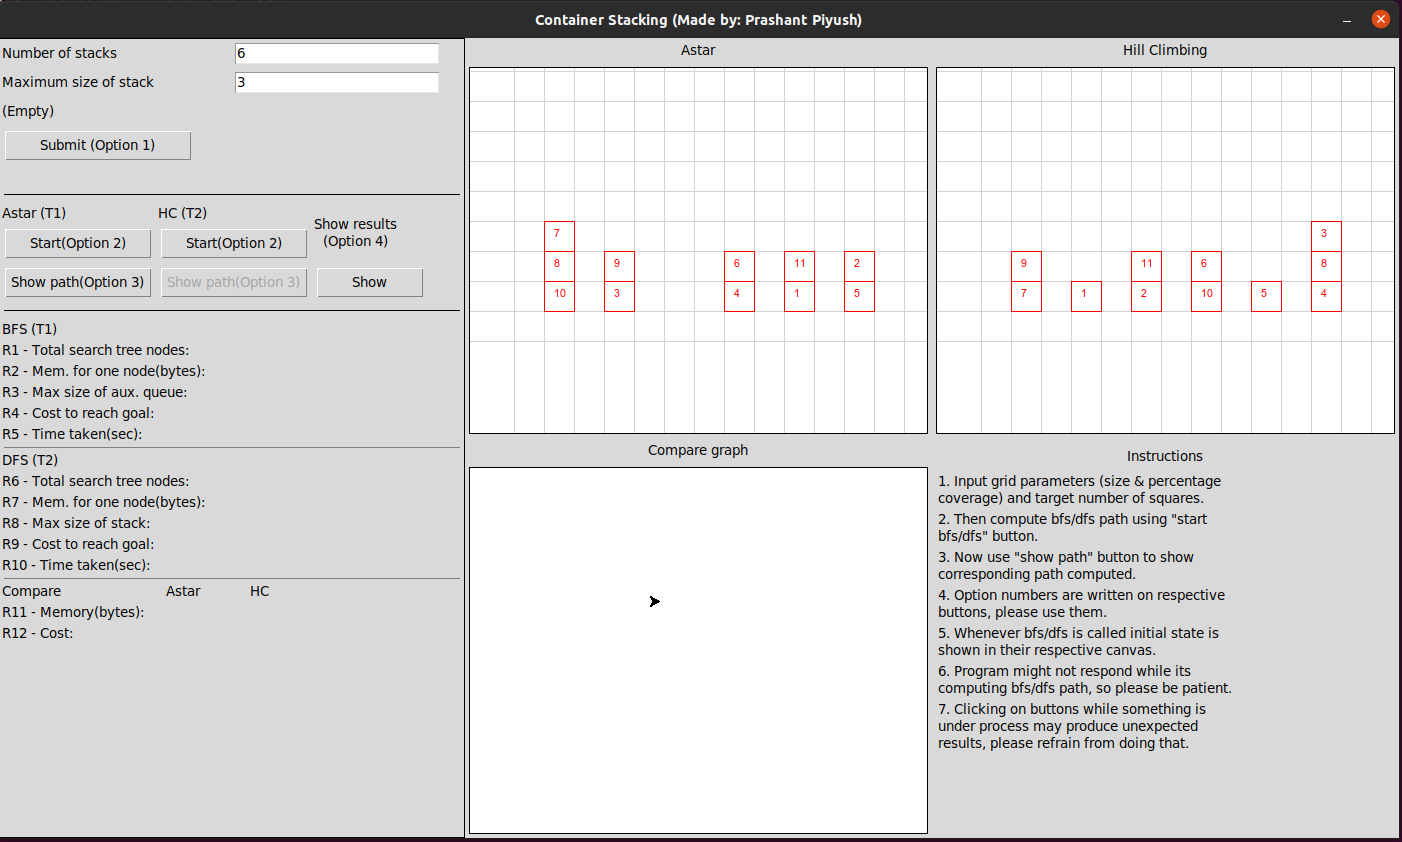 Container Stacking (Made by: Prashant Piyush)
Number of stacks
6
Maximum size of stack
3
(Empty)
Submit (Option 1)
Astar (T1)
HC (T2)
Show results
(Option 4)
Start(Option 2)
Start(Option 2)
Show path(Option 3)
Show path(Option 3)
Show
BFS (T1)
R1 - Total search tree nodes:
R2 - Mem. for one node(bytes):
R3 - Max size of aux. queue:
R4 - Cost to reach goal:
R5 - Time taken(sec):
DFS (T2)
R6 - Total search tree nodes:
R7 - Mem. for one node(bytes):
R8 - Max size of stack:
R9 - Cost to reach goal:
R10 - Time taken(sec):
Compare Astar HC
R11 - Memory(bytes):
R12 - Cost:
Astar
7
8 9 6 11 2
10 3 4 1 5
Hill Climbing
3
9 11 6 8
7 1 2 10 5 4
Compare graph
Instructions
1. Input grid parameters (size & percentage
coverage) and target number of squares.
2. Then compute bfs/dfs path using "start
bfs/dfs" button.
3. Now use "show path" button to show
corresponding path computed.
4. Option numbers are written on respective
buttons, please use them.
5. Whenever bfs/dfs is called initial state is
shown in their respective canvas.
6. Program might not respond while its
computing bfs/dfs path, so please be patient.
7. Clicking on buttons while something is
under process may produce unexpected
results, please refrain from doing that.